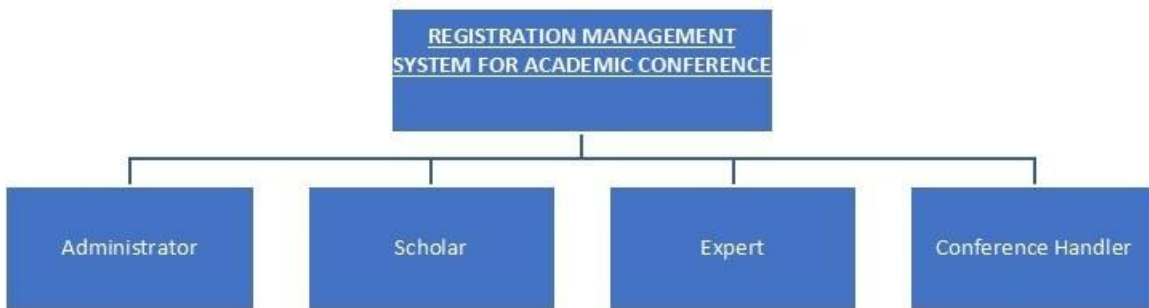 REGISTRATION MANAGEMENT
SYSTEM FOR ACADEMIC CONFERENCE
Administrator
Scholar
Expert
Conference Handler